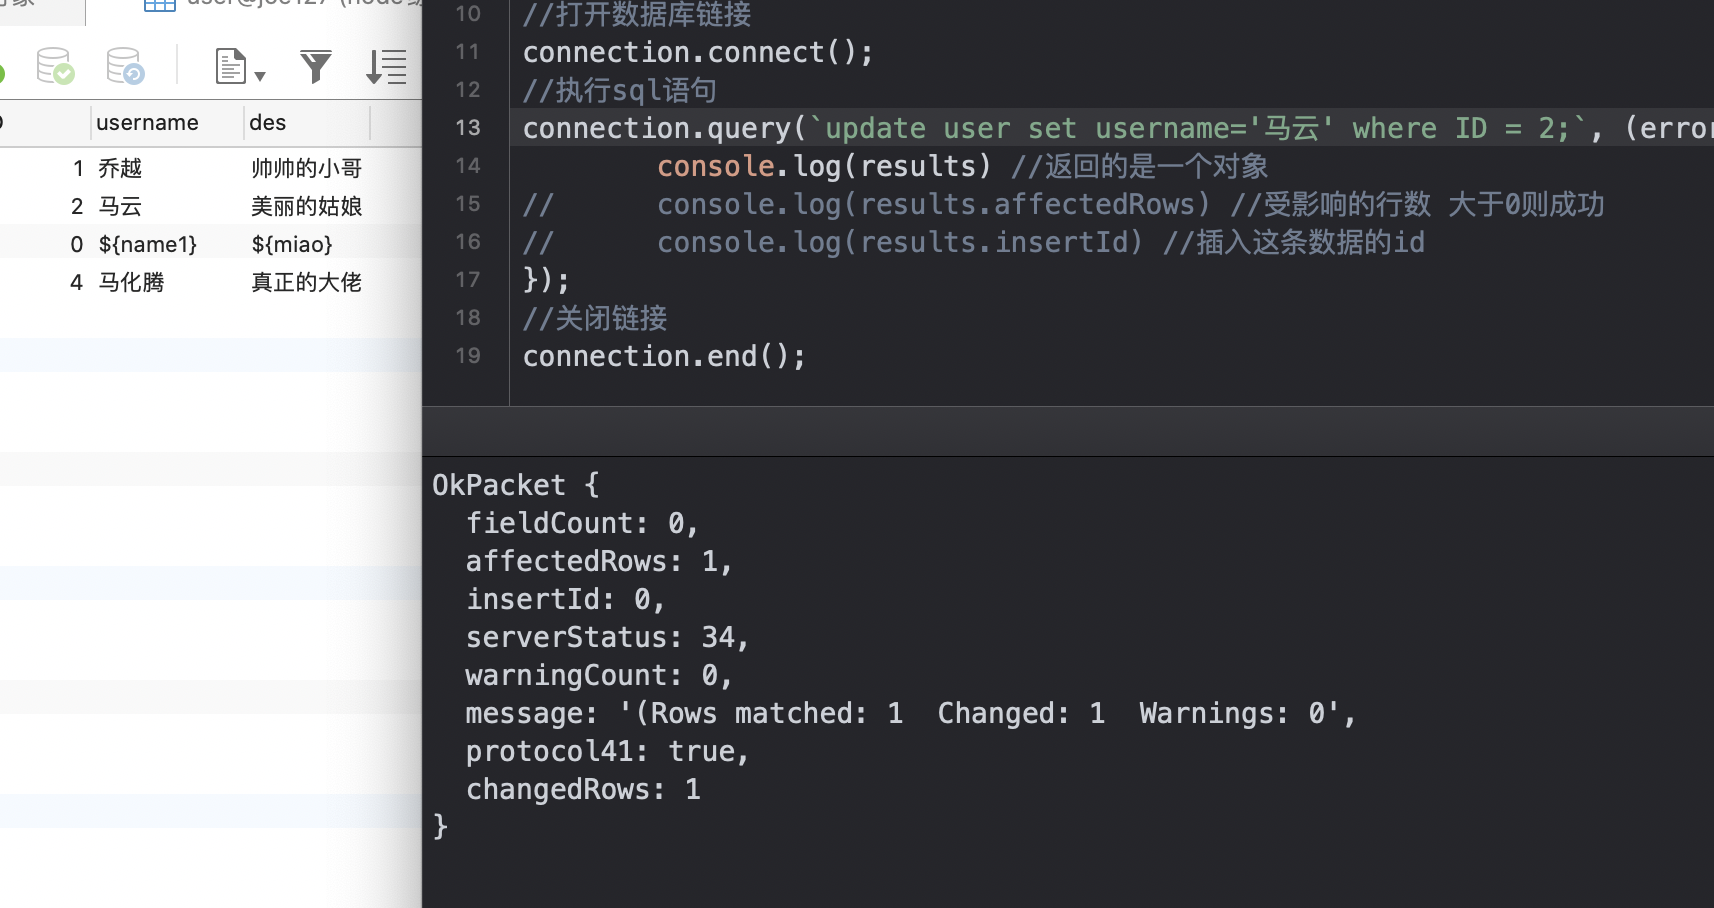 username des
1 乔越 帅帅的小哥
2 马云 美丽的姑娘
0 ${name1} ${miao}
4 马化腾 真正的大佬
10 //打开数据库链接
11 connection.connect();
12 //执行sql语句
13 connection.query(`update user set username='马云' where ID = 2;`, (error
14 console.log(results) //返回的是一个对象
15 // console.log(results.affectedRows) //受影响的行数 大于0则成功
16 // console.log(results.insertId) //插入这条数据的id
17 });
18 //关闭链接
19 connection.end();
OkPacket {
fieldCount: 0,
affectedRows: 1,
insertId: 0,
serverStatus: 34,
warningCount: 0,
message: '(Rows matched: 1  Changed: 1  Warnings: 0',
protocol41: true,
changedRows: 1
}